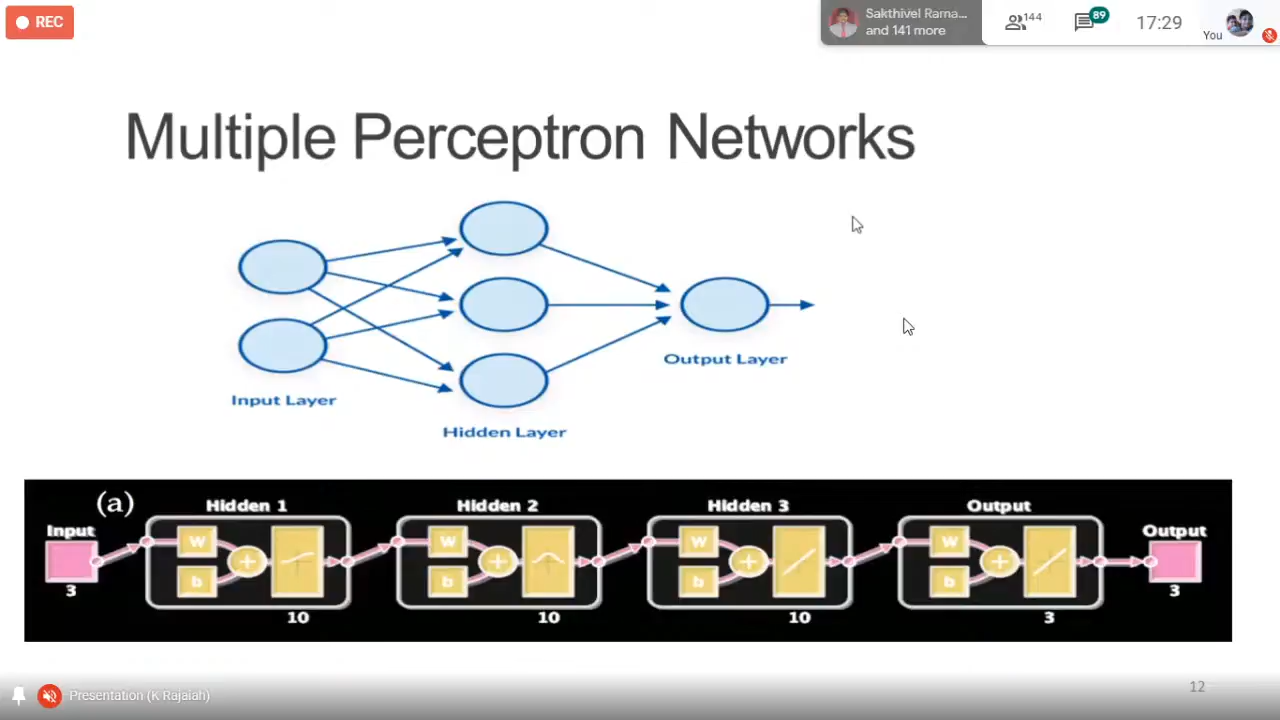 REC
Sakthivel Rama...
and 141 more
144
89
17:29
You
Multiple Perceptron Networks
Input Layer
Hidden Layer
Output Layer
(a)
Input
3
Hidden 1
W
b
10
Hidden 2
W
b
10
Hidden 3
W
b
10
Output
W
b
3
Output
3
Presentation (K Rajaiah)
12